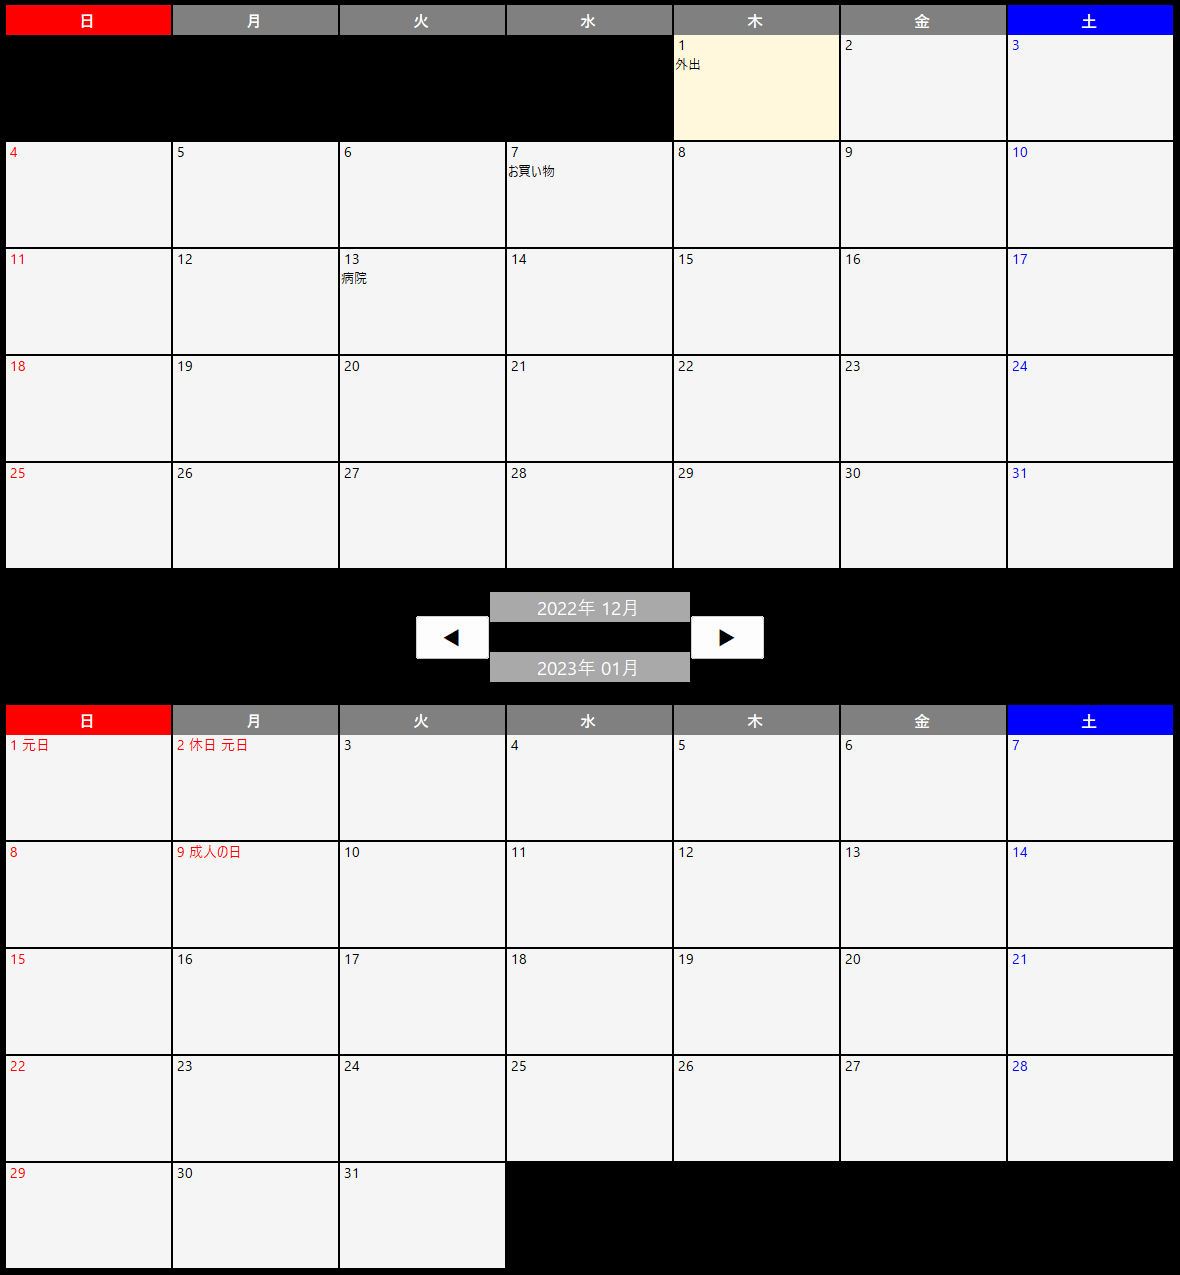 日 月 火 水 木 金 土
1 2 3
外出
4 5 6 7 8 9 10
お買い物
11 12 13 14 15 16 17
病院
18 19 20 21 22 23 24
25 26 27 28 29 30 31
2022年 12月
◀ ▶
2023年 01月
日 月 火 水 木 金 土
1 元日 2 休日 元日 3 4 5 6 7
8 9 成人の日 10 11 12 13 14
15 16 17 18 19 20 21
22 23 24 25 26 27 28
29 30 31